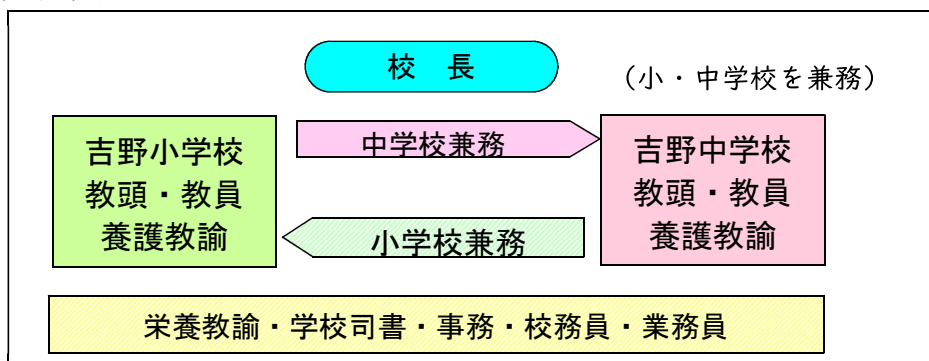 校 長
(小・中学校を兼務)
吉野小学校
教頭・教員
養護教諭
中学校兼務
小学校兼務
吉野中学校
教頭・教員
養護教諭
栄養教諭・学校司書・事務・校務員・業務員